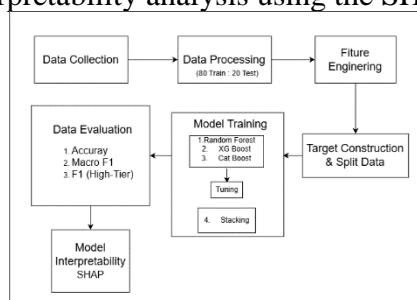 rpretability analysis using the SH
Data Collection
Data Processing
(80 Train : 20 Test)
Fiture
Enginering
Target Construction
& Split Data
Model Training
1.Random Forest
2. XG Boost
3. Cat Boost
Tuning
4. Stacking
Data Evaluation
1. Accuray
2. Macro F1
3. F1 (High-Tier)
Model
Interpretability
SHAP